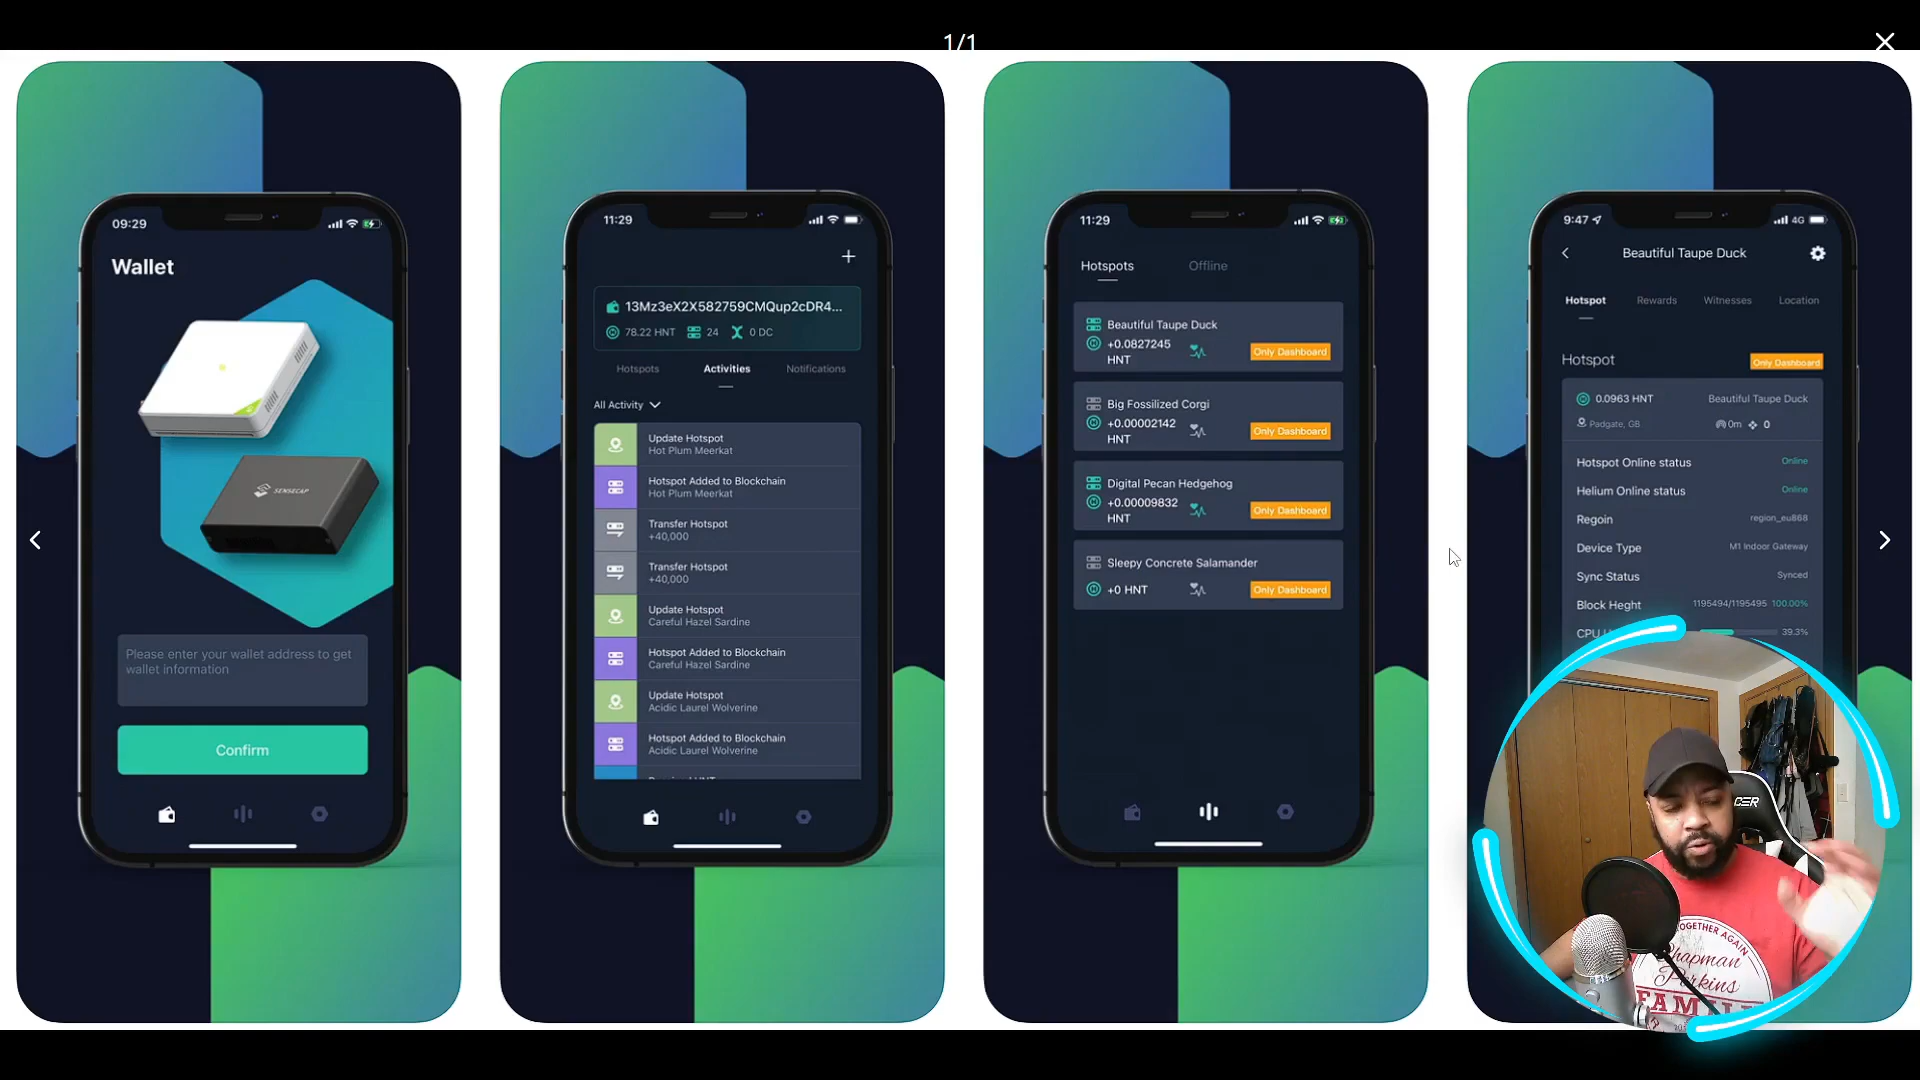 1/1
09:29
Wallet
SENSECAP
Please enter your wallet address to get
wallet information
Confirm
11:29
13Mz3eX2X582759CMQup2cDR4...
78.22 HNT 24 0 DC
Hotspots Activities Notifications
All Activity
Update Hotspot
Hot Plum Meerkat
Hotspot Added to Blockchain
Hot Plum Meerkat
Transfer Hotspot
+40,000
Transfer Hotspot
+40,000
Update Hotspot
Careful Hazel Sardine
Hotspot Added to Blockchain
Careful Hazel Sardine
Update Hotspot
Acidic Laurel Wolverine
Hotspot Added to Blockchain
Acidic Laurel Wolverine
11:29
Hotspots Offline
Beautiful Taupe Duck
+0.0827245
HNT
Only Dashboard
Big Fossilized Corgi
+0.00002142
HNT
Only Dashboard
Digital Pecan Hedgehog
+0.00009832
HNT
Only Dashboard
Sleepy Concrete Salamander
+0 HNT
Only Dashboard
9:47 4G
Beautiful Taupe Duck
Hotspot Rewards Witnesses Location
Hotspot Only Dashboard
0.0963 HNT Beautiful Taupe Duck
Padgate, GB 0m 0
Hotspot Online status Online
Helium Online status Online
Regoin region_eu868
Device Type M1 Indoor Gateway
Sync Status Synced
Block Heght 1195494/1195495 100.00%
CPU 39.3%
CER
TOGETHER AGAIN
Chapman
Perkins